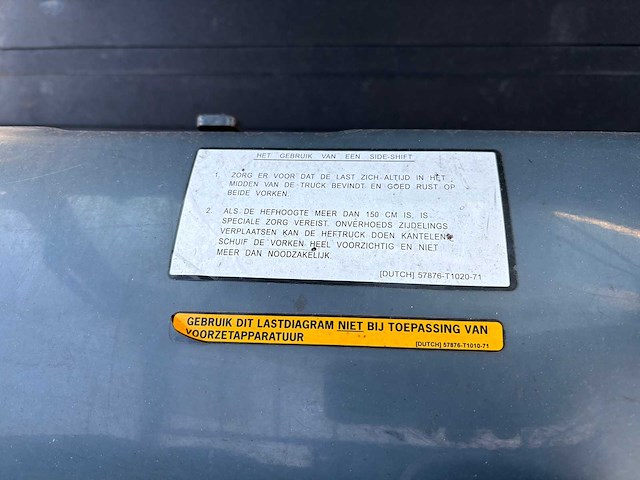 HET GEBRUIK VAN EEN SIDE-SHIFT
1. ZORG ER VOOR DAT DE LAST ZICH ALTIJD IN HET
MIDDEN VAN DE TRUCK BEVINDT EN GOED RUST OP
BEIDE VORKEN.
2. ALS DE HEFHOOGTE MEER DAN 150 CM IS, IS
SPECIALE ZORG VEREIST. ONVERHOEDS ZIJDELINGS
VERPLAATSEN KAN DE HEFTRUCK DOEN KANTELEN.
SCHUIF DE VORKEN HEEL VOORZICHTIG EN NIET
MEER DAN NOODZAKELIJK.
[DUTCH] 57876-T1020-71
GEBRUIK DIT LASTDIAGRAM NIET BIJ TOEPASSING VAN
VOORZETAPPARATUUR
[DUTCH] 57876-T1010-71